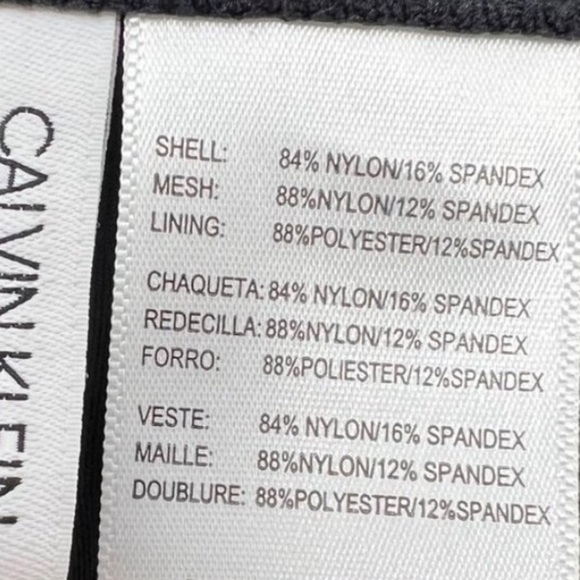 CALVIN KLEIN
SHELL: 84% NYLON/16% SPANDEX
MESH: 88%NYLON/12% SPANDEX
LINING: 88%POLYESTER/12%SPANDEX
CHAQUETA: 84% NYLON/16% SPANDEX
REDECILLA: 88%NYLON/12% SPANDEX
FORRO: 88%POLIESTER/12%SPANDEX
VESTE: 84% NYLON/16% SPANDEX
MAILLE: 88%NYLON/12% SPANDEX
DOUBLURE: 88%POLYESTER/12%SPANDEX